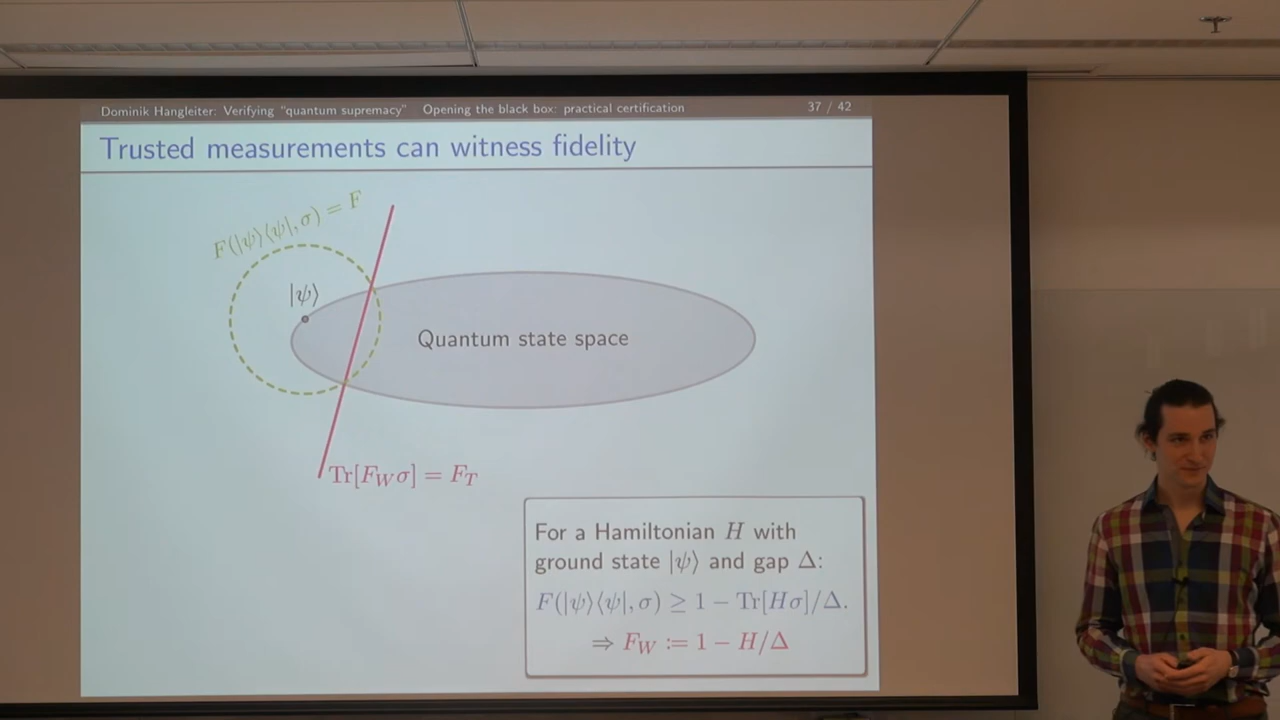 Dominik Hangleiter: Verifying "quantum supremacy" Opening the black box: practical certification 37 / 42
Trusted measurements can witness fidelity
F(|ψ⟩⟨ψ|, σ) = F
|ψ⟩
Quantum state space
Tr[F_W σ] = F_T
For a Hamiltonian H with
ground state |ψ⟩ and gap Δ:
F(|ψ⟩⟨ψ|, σ) ≥ 1 − Tr[Hσ]/Δ.
⇒ F_W := 1 − H/Δ